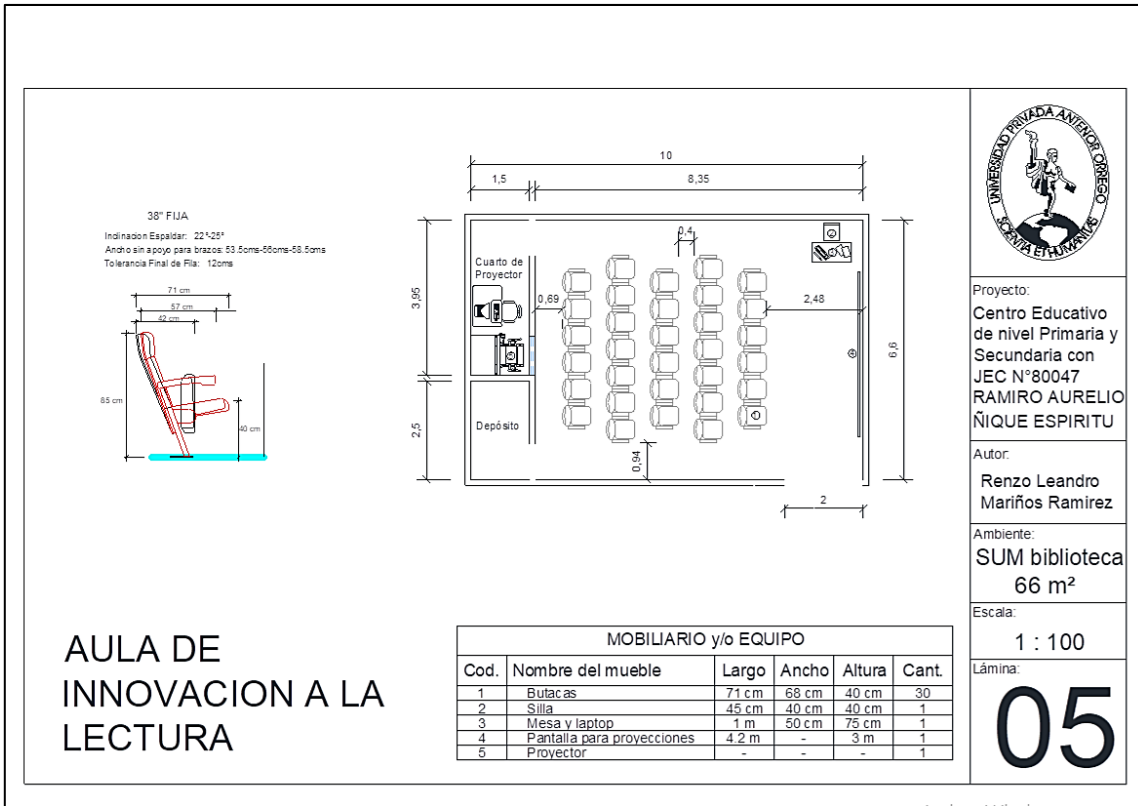 38" FIJA
Inclinacion Espaldar: 22°-25°
Ancho sin apoyo para brazos: 53.5cms-56cms-58.5cms
Tolerancia Final de Fila: 12cms
71 cm
57 cm
42 cm
85 cm
40 cm
10
1,5
8,35
0,4
Cuarto de
Proyector
3,95
0,69
2,48
6,6
2,5
Depósito
0,94
2
AULA DE
INNOVACION A LA
LECTURA
MOBILIARIO y/o EQUIPO
Cod. Nombre del mueble Largo Ancho Altura Cant.
1 Butacas 71 cm 68 cm 40 cm 30
2 Silla 45 cm 40 cm 40 cm 1
3 Mesa y laptop 1 m 50 cm 75 cm 1
4 Pantalla para proyecciones 4.2 m - 3 m 1
5 Proyector - - - 1
UNIVERSIDAD PRIVADA ANTENOR ORREGO
SCIENTIA ET HUMANITAS
Proyecto:
Centro Educativo
de nivel Primaria y
Secundaria con
JEC N°80047
RAMIRO AURELIO
ÑIQUE ESPIRITU
Autor:
Renzo Leandro
Mariños Ramirez
Ambiente:
SUM biblioteca
66 m²
Escala:
1 : 100
Lámina:
05